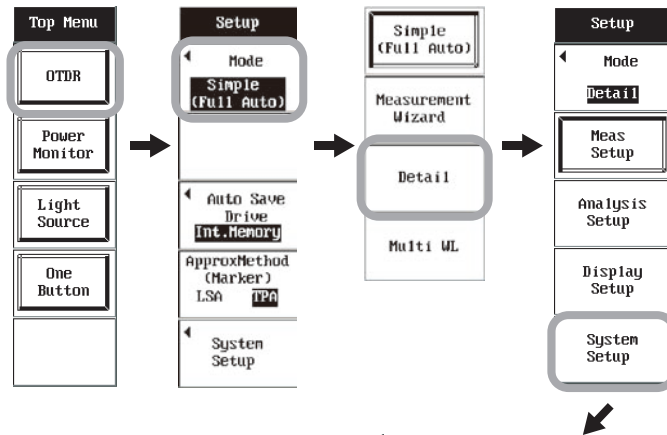 Top Menu
OTDR
Power
Monitor
Light
Source
One
Button
Setup
Mode
Simple
(Full Auto)
Auto Save
Drive
Int.Memory
ApproxMethod
(Marker)
LSA TPA
System
Setup
Simple
(Full Auto)
Measurement
Wizard
Detail
Multi WL
Setup
Mode
Detail
Meas
Setup
Analysis
Setup
Display
Setup
System
Setup